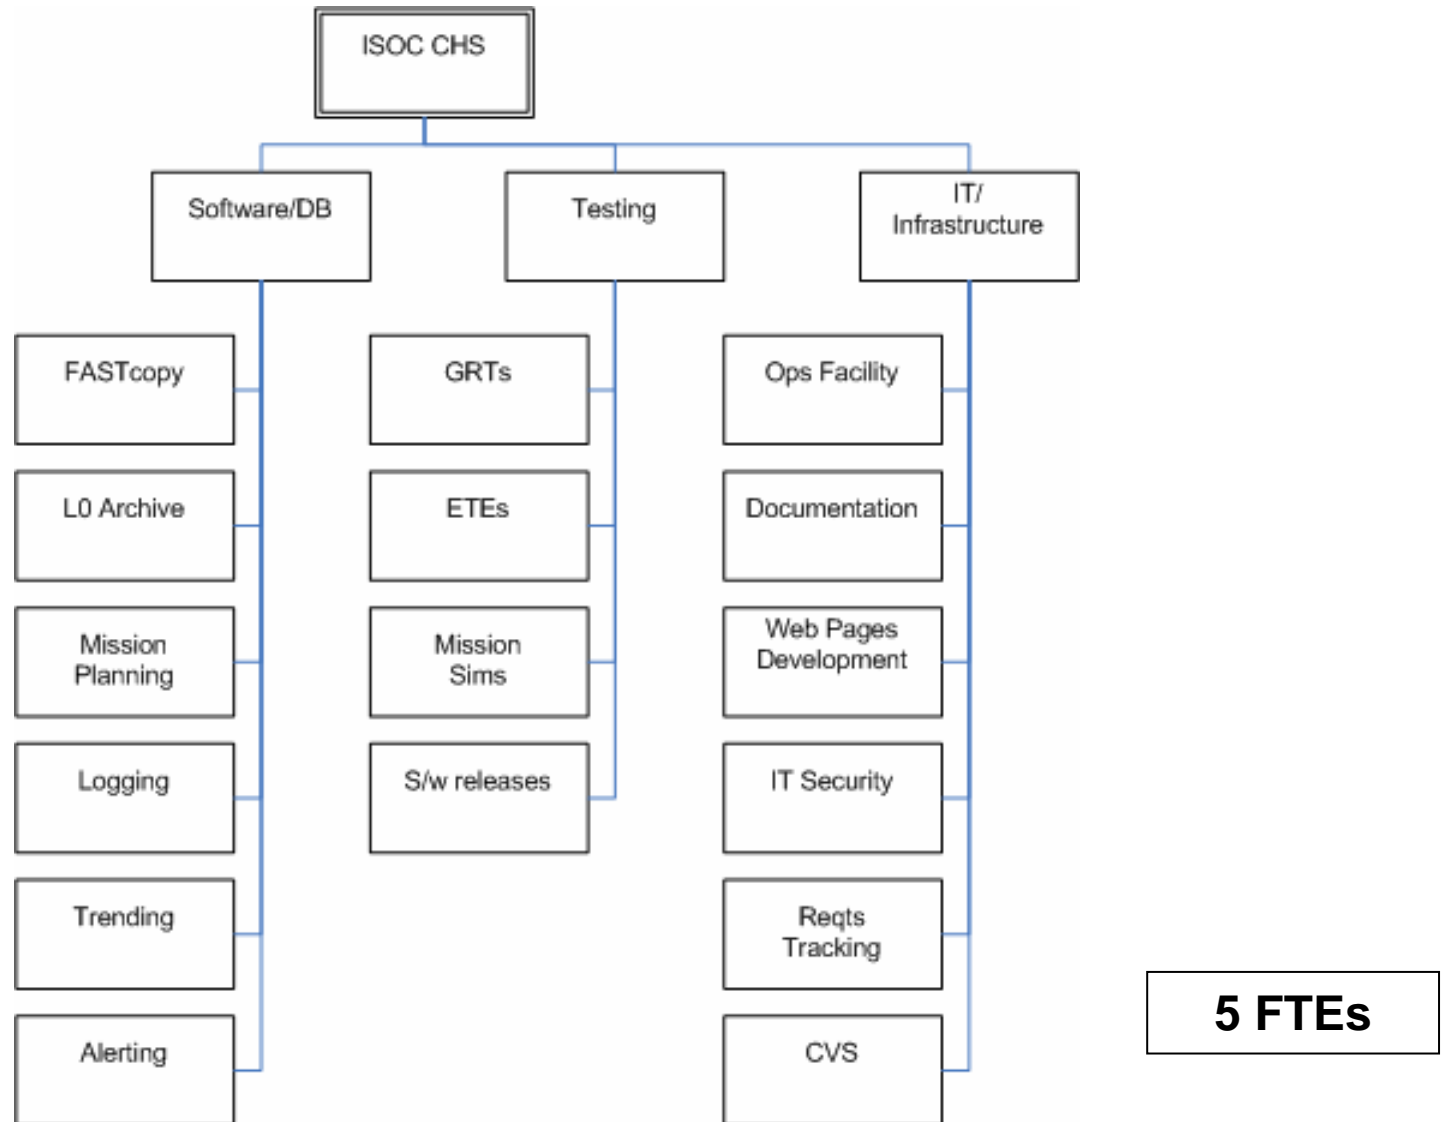 ISOC CHS
Software/DB
Testing
IT/
Infrastructure
FASTcopy
GRTs
Ops Facility
L0 Archive
ETEs
Documentation
Mission
Planning
Mission
Sims
Web Pages
Development
Logging
S/w releases
IT Security
Trending
Reqts
Tracking
Alerting
CVS
5 FTEs